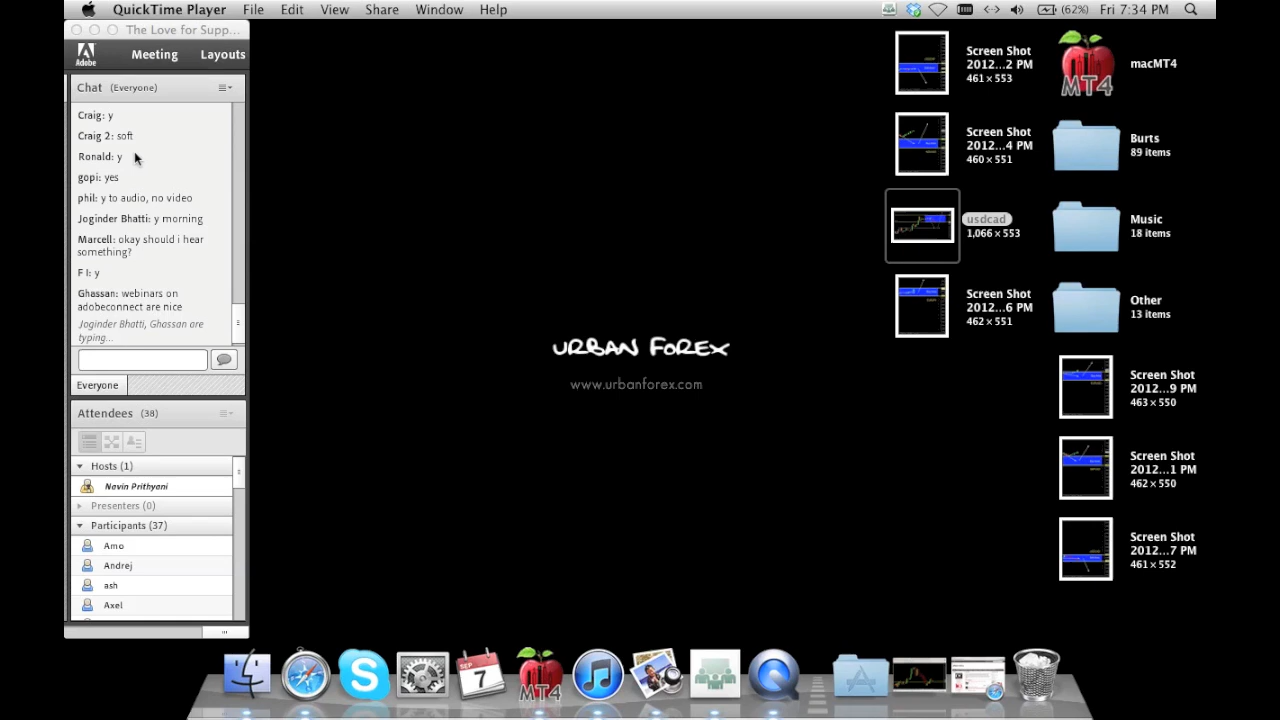 QuickTime Player File Edit View Share Window Help
(62%) Fri 7:34 PM
The Love for Supp...
Adobe
Meeting Layouts
Chat (Everyone)
Craig: y
Craig 2: soft
Ronald: y
gopi: yes
phil: y to audio, no video
Joginder Bhatti: y morning
Marcell: okay should i hear
something?
F I: y
Ghassan: webinars on
adobeconnect are nice
Joginder Bhatti, Ghassan are
typing...
Everyone
Attendees (38)
Hosts (1)
Navin Prithyani
Presenters (0)
Participants (37)
Amo
Andrej
ash
Axel
URBAN FOREX
www.urbanforex.com
Screen Shot
2012...2 PM
461 × 553
Screen Shot
2012...4 PM
460 × 551
usdcad
1,066 × 553
Screen Shot
2012...6 PM
462 × 551
MT4
macMT4
Burts
89 items
Music
18 items
Other
13 items
Screen Shot
2012...9 PM
463 × 550
Screen Shot
2012...1 PM
462 × 550
Screen Shot
2012...7 PM
461 × 552
SEP
7
MT4